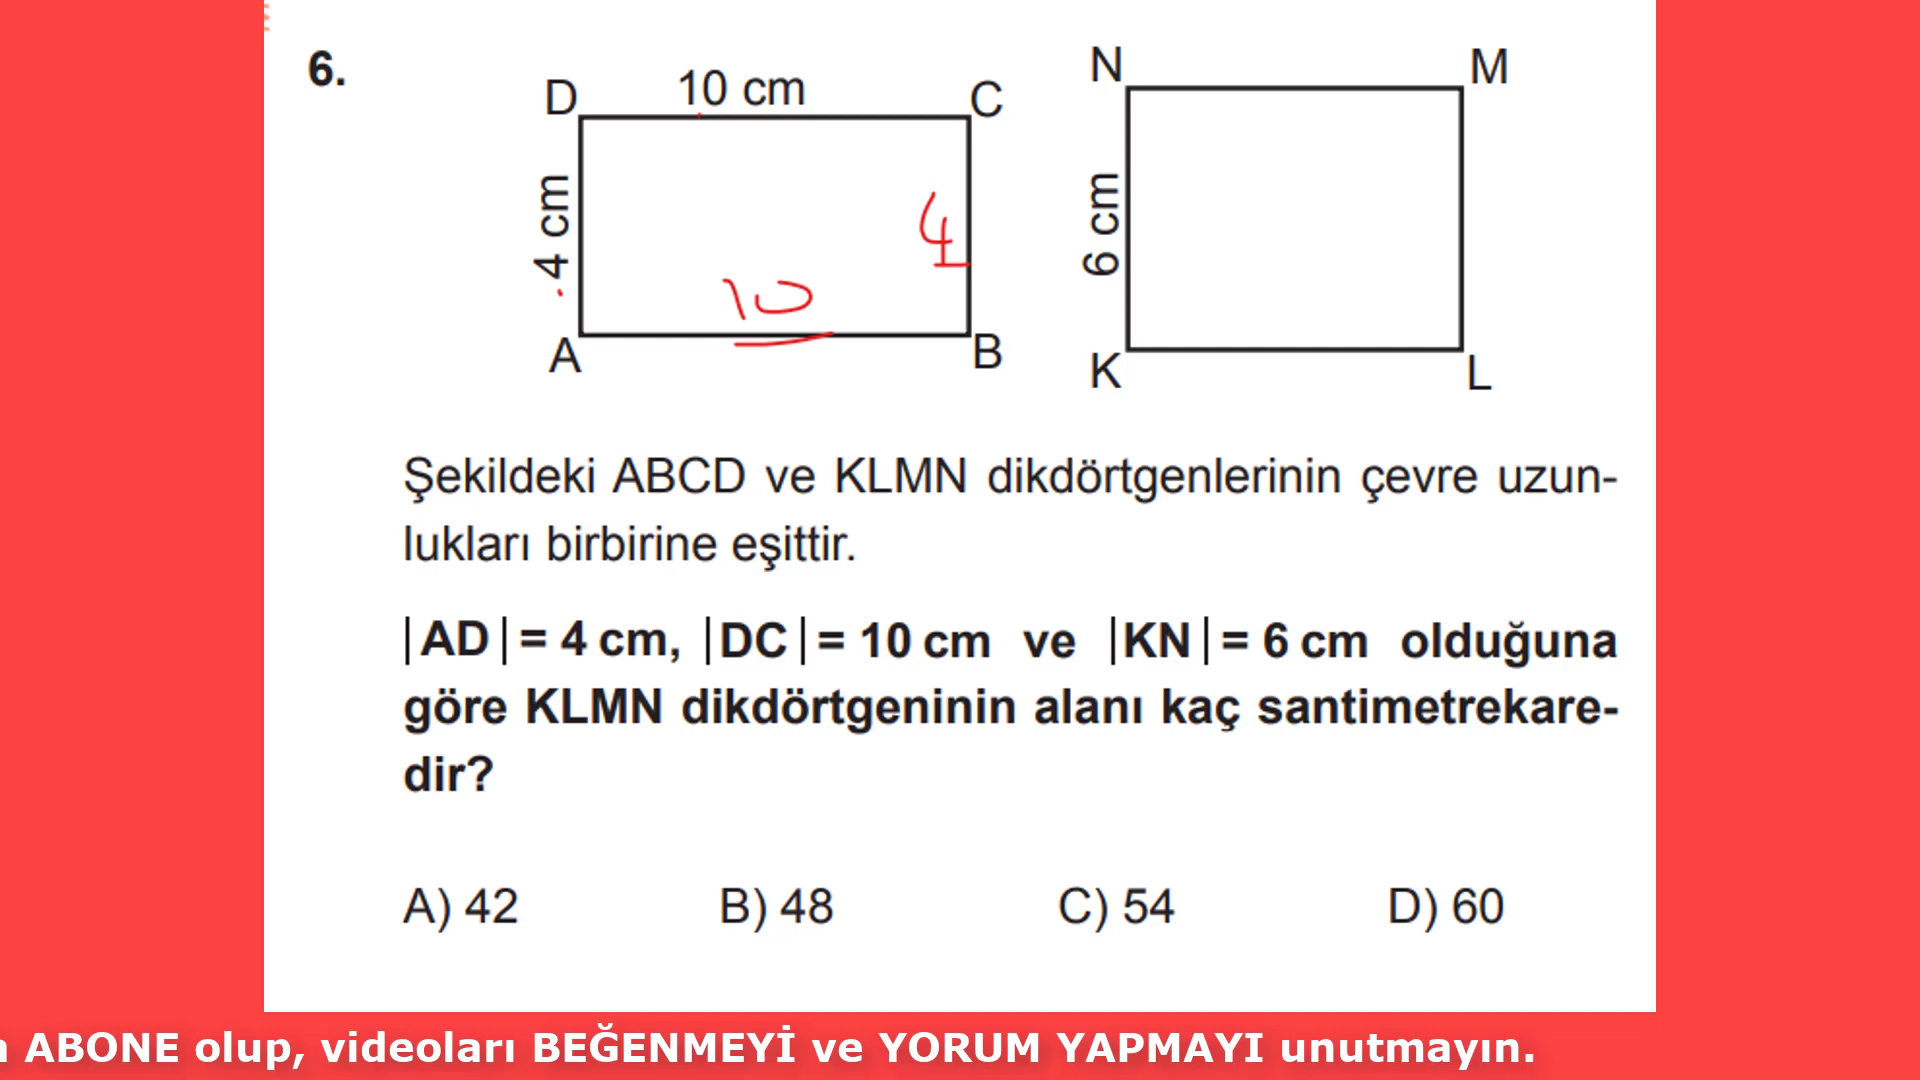 6.
D
10 cm
C
4 cm
4
10
A
B
N
M
6 cm
K
L
Şekildeki ABCD ve KLMN dikdörtgenlerinin çevre uzun-
lukları birbirine eşittir.
|AD| = 4 cm, |DC| = 10 cm ve |KN| = 6 cm olduğuna
göre KLMN dikdörtgeninin alanı kaç santimetrekare-
dir?
A) 42 B) 48 C) 54 D) 60
ABONE olup, videoları BEĞENMEYİ ve YORUM YAPMAYI unutmayın.